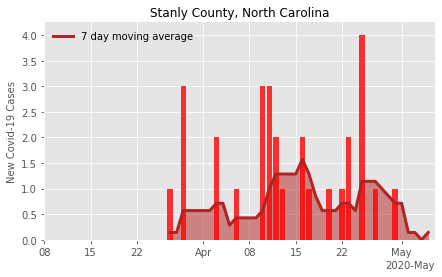 Stanly County, North Carolina
7 day moving average
New Covid-19 Cases
4.0
3.5
3.0
2.5
2.0
1.5
1.0
0.5
0.0
08 15 22 Apr 08 15 22 May
2020-May